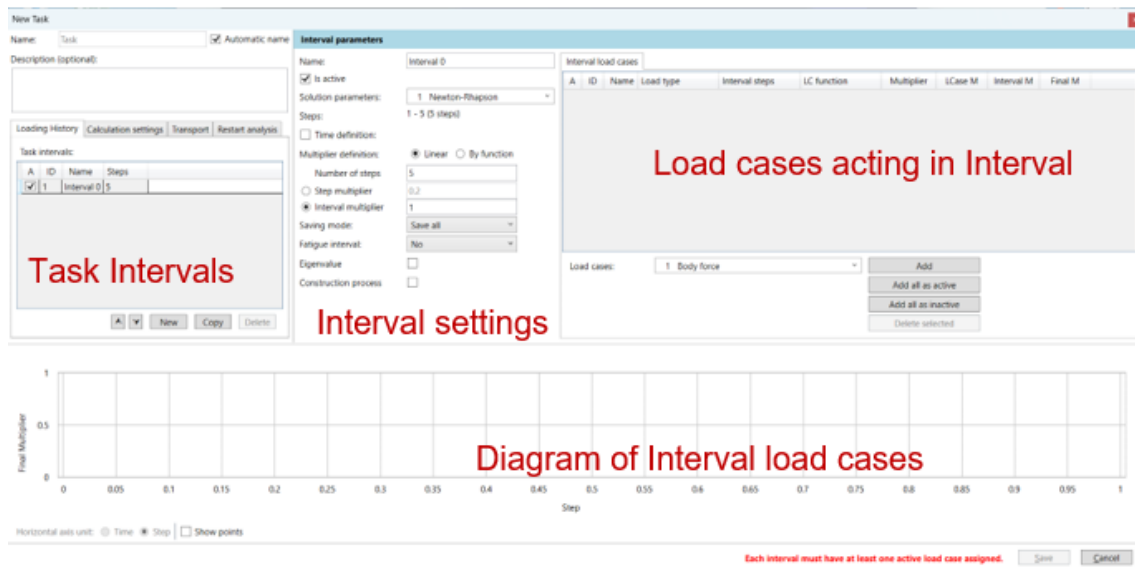 New Task
Name: Task Automatic name
Description (optional):
Loading History Calculation settings Transport Restart analysis
Task intervals:
A ID Name Steps
1 Interval 0 5
Task Intervals
New Copy Delete
Interval parameters
Name: Interval 0
Is active
Solution parameters: 1 Newton-Rhapson
Steps: 1 - 5 (5 steps)
Time definition:
Multiplier definition: Linear By function
Number of steps 5
Step multiplier 0.2
Interval multiplier 1
Saving mode: Save all
Fatigue interval: No
Eigenvalue
Construction process
Interval settings
Interval load cases
A ID Name Load type Interval steps LC function Multiplier LCase M Interval M Final M
Load cases acting in Interval
Load cases: 1 Body force Add
Add all as active
Add all as inactive
Delete selected
1
0.5
0
Final Multiplier
Diagram of Interval load cases
0 0.05 0.1 0.15 0.2 0.25 0.3 0.35 0.4 0.45 0.5 0.55 0.6 0.65 0.7 0.75 0.8 0.85 0.9 0.95 1
Step
Horizontal axis unit: Time Step Show points
Each interval must have at least one active load case assigned. Save Cancel